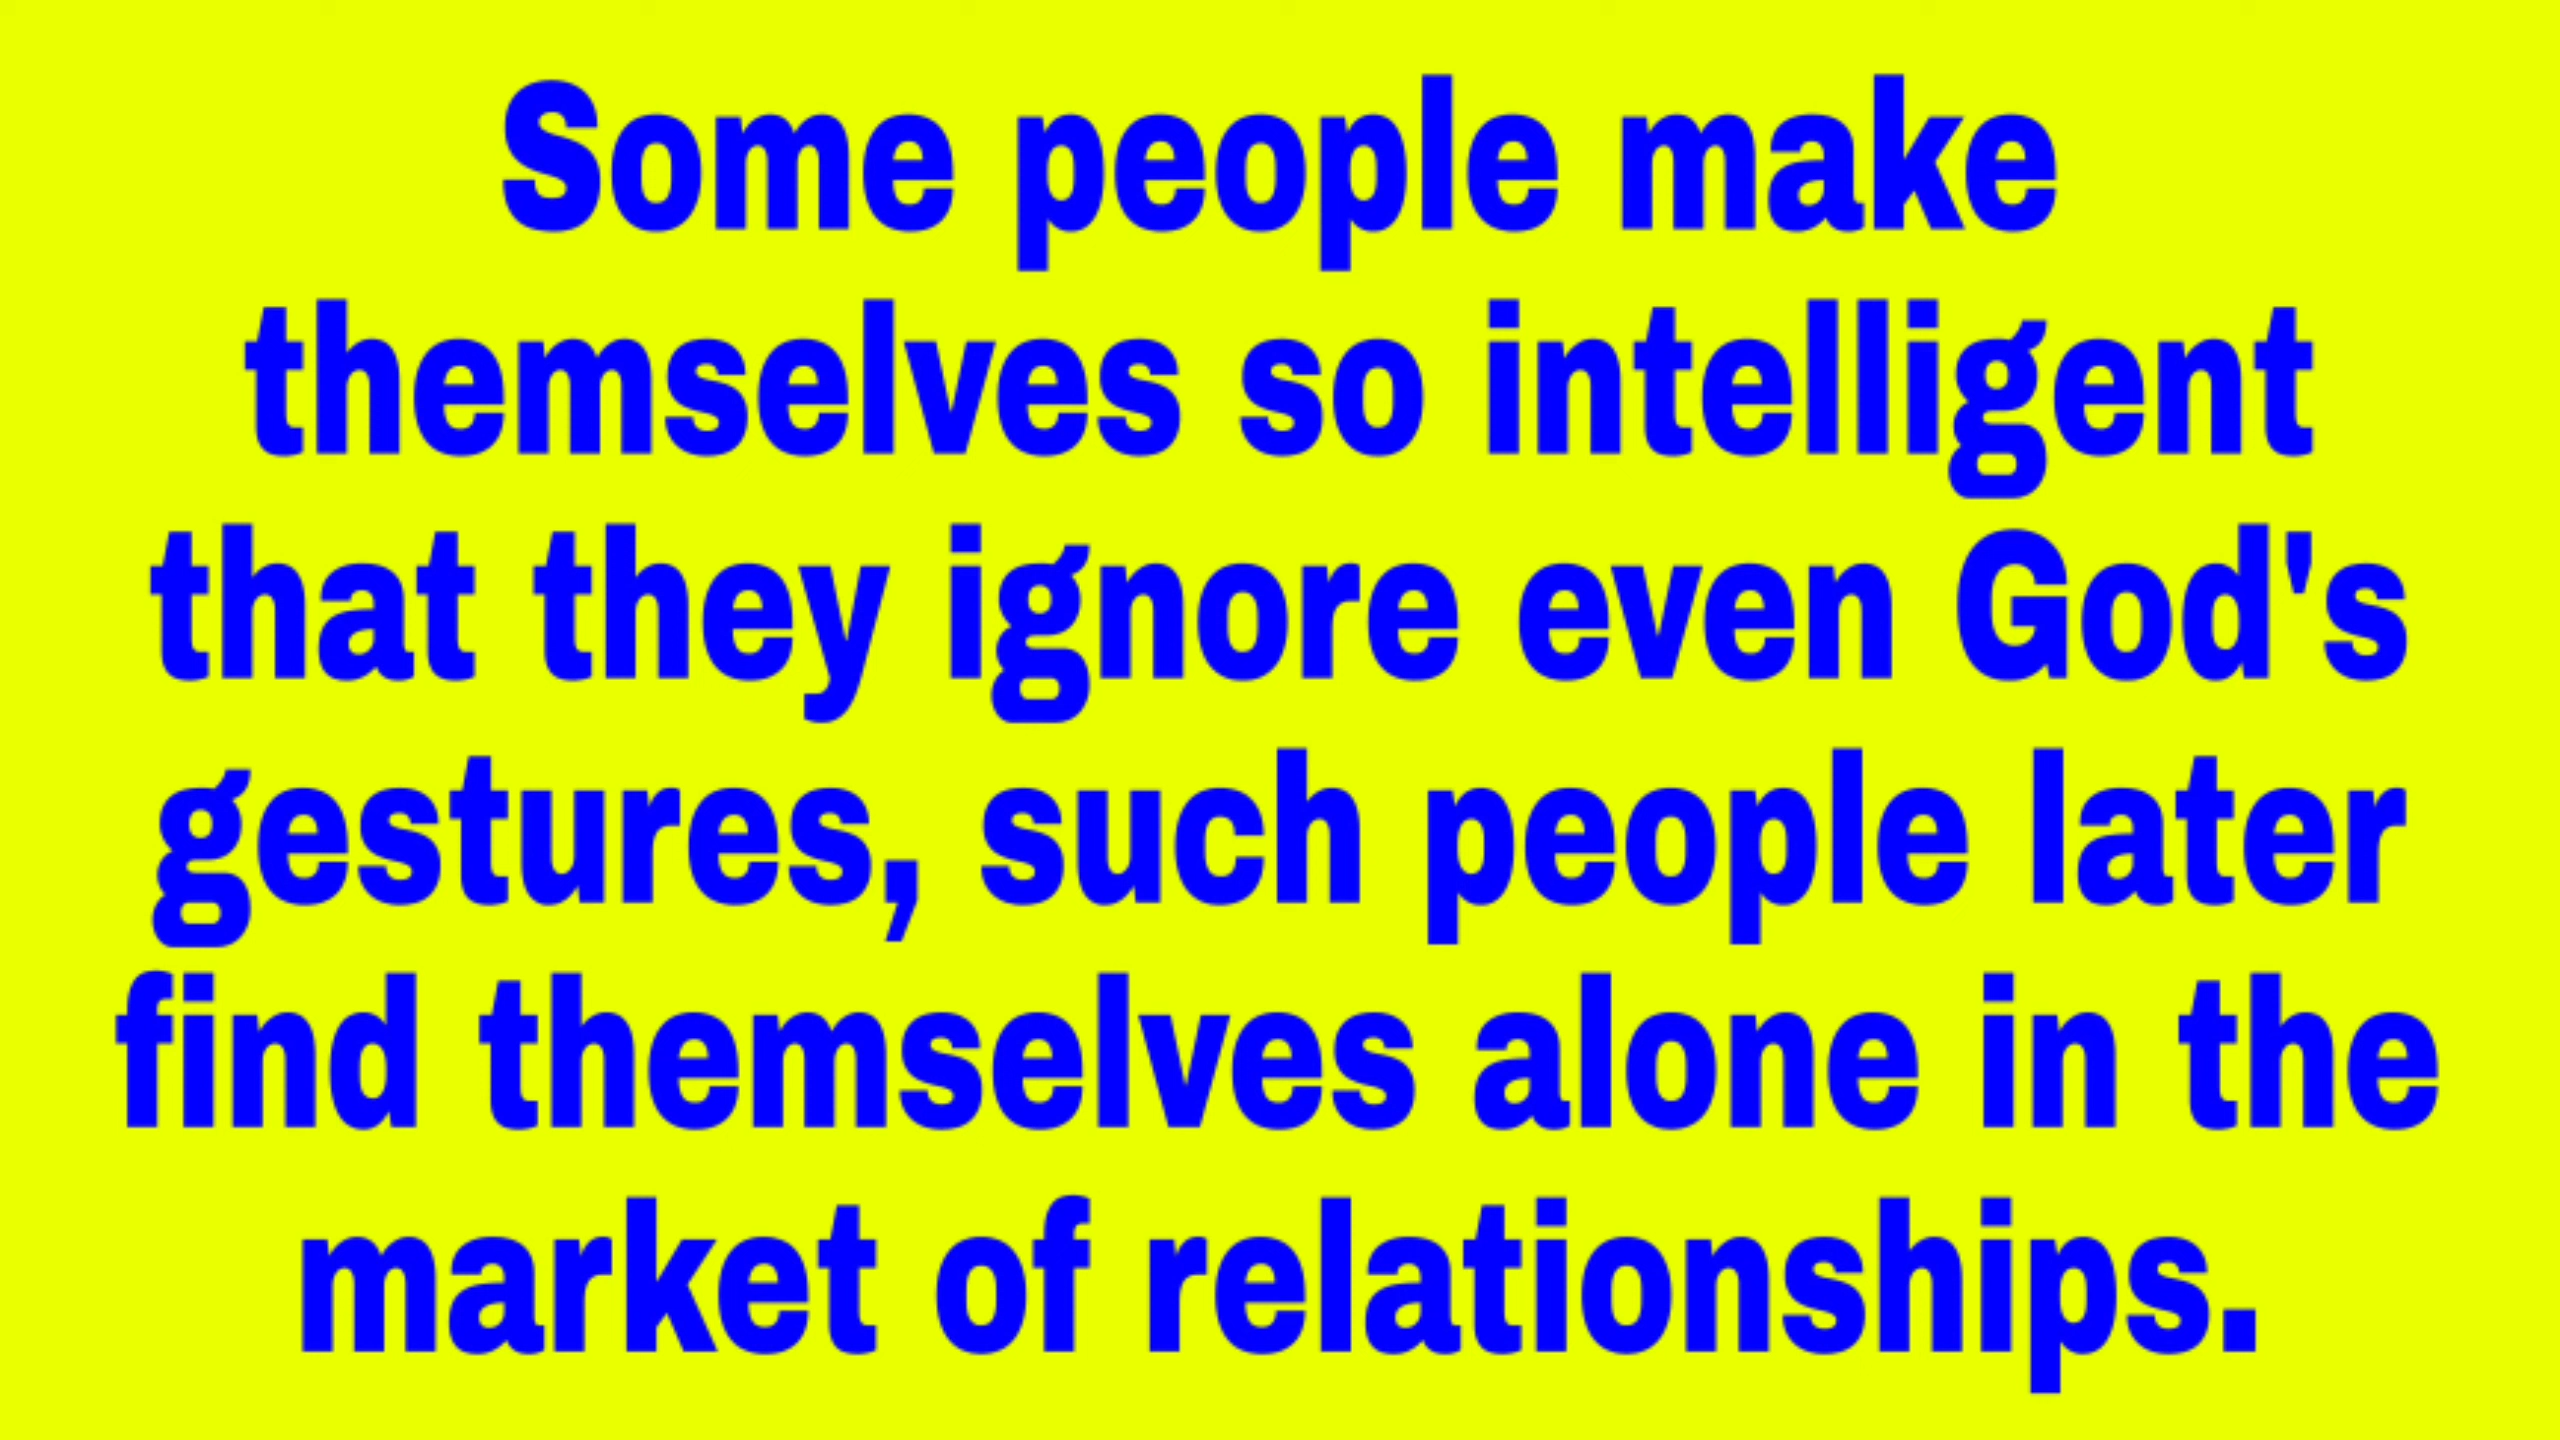 Some people make
themselves so intelligent
that they ignore even God's
gestures, such people later
find themselves alone in the
market of relationships.